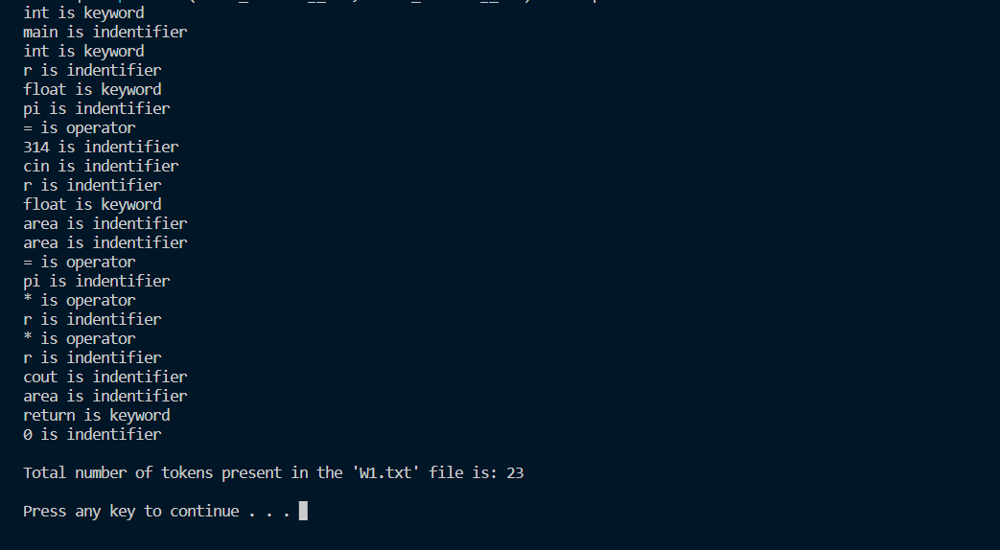 int is keyword
main is indentifier
int is keyword
r is indentifier
float is keyword
pi is indentifier
= is operator
314 is indentifier
cin is indentifier
r is indentifier
float is keyword
area is indentifier
area is indentifier
= is operator
pi is indentifier
* is operator
r is indentifier
* is operator
r is indentifier
cout is indentifier
area is indentifier
return is keyword
0 is indentifier
Total number of tokens present in the 'W1.txt' file is: 23
Press any key to continue . . .